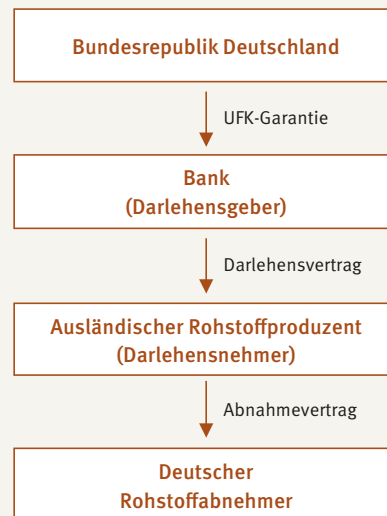 Bundesrepublik Deutschland
UFK-Garantie
Bank
(Darlehensgeber)
Darlehensvertrag
Ausländischer Rohstoffproduzent
(Darlehensnehmer)
Abnahmevertrag
Deutscher
Rohstoffabnehmer